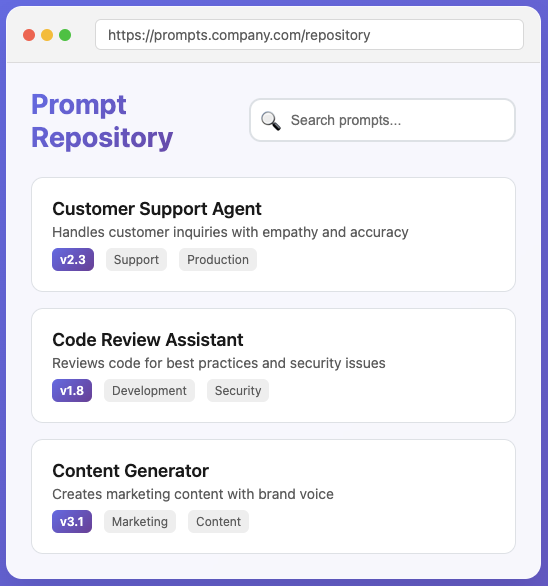 https://prompts.company.com/repository
Prompt
Repository
Search prompts...
Customer Support Agent
Handles customer inquiries with empathy and accuracy
v2.3 Support Production
Code Review Assistant
Reviews code for best practices and security issues
v1.8 Development Security
Content Generator
Creates marketing content with brand voice
v3.1 Marketing Content